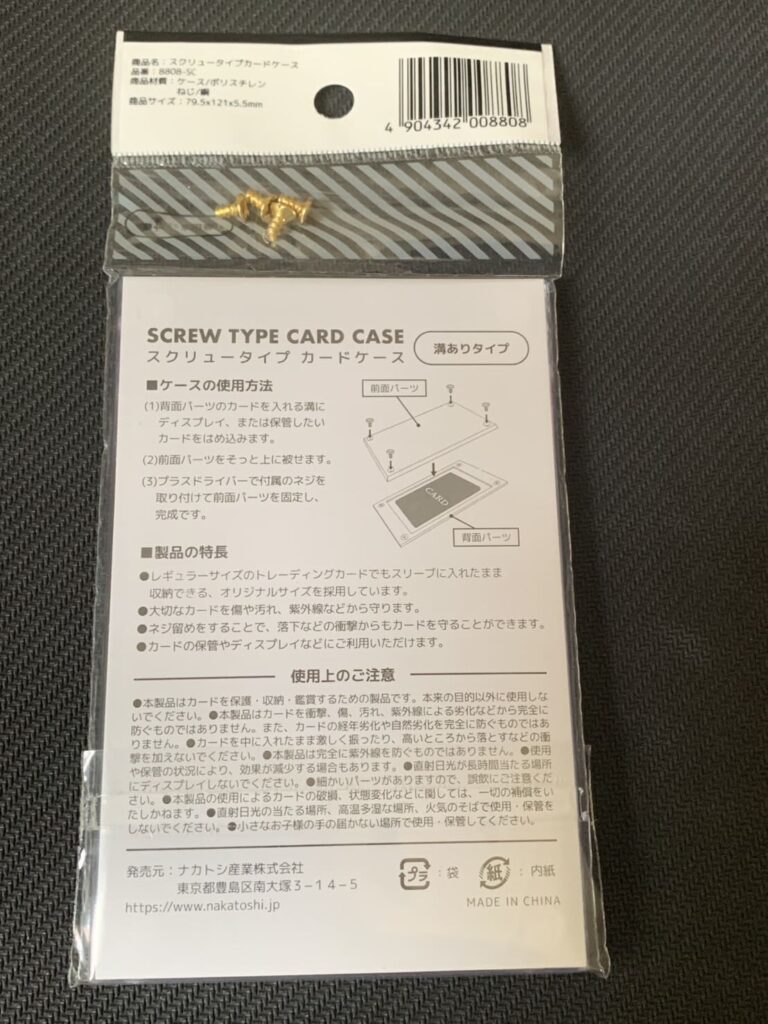 商品名：スクリュータイプカードケース
品番：8808-SC
商品材質：ケース/ポリスチレン
ねじ/銅
商品サイズ：79.5x121x5.5mm
4 904342 008808
SCREW TYPE CARD CASE
スクリュータイプ カードケース
溝ありタイプ
■ケースの使用方法
(1)背面パーツのカードを入れる溝に
ディスプレイ、または保管したい
カードをはめ込みます。
(2)前面パーツをそっと上に被せます。
(3)プラスドライバーで付属のネジを
取り付けて前面パーツを固定し、
完成です。
前面パーツ
CARD
背面パーツ
■製品の特長
●レギュラーサイズのトレーディングカードでもスリーブに入れたまま
収納できる、オリジナルサイズを採用しています。
●大切なカードを傷や汚れ、紫外線などから守ります。
●ネジ留めをすることで、落下などの衝撃からもカードを守ることができます。
●カードの保管やディスプレイなどにご利用いただけます。
使用上のご注意
●本製品はカードを保護・収納・鑑賞するための製品です。本来の目的以外に使用しな
いでください。●本製品はカードを衝撃、傷、汚れ、紫外線による劣化などから完全に
防ぐものではありません。また、カードの経年劣化や自然劣化を完全に防ぐものではあ
りません。●カードを中に入れたまま激しく振ったり、高いところから落とすなどの衝
撃を加えないでください。●本製品は完全に紫外線を防ぐものではありません。●使用
や保管の状況により、効果が減少する場合もあります。●直射日光が長時間当たる場所
にディスプレイしないでください。●細かいパーツがありますので、誤飲にご注意くだ
さい。●本製品の使用によるカードの破損、状態変化などに関しては、一切の補償をい
たしかねます。●直射日光の当たる場所、高温多湿な場所、火気のそばで使用・保管を
しないでください。●小さなお子様の手の届かない場所で使用・保管してください。
発売元：ナカトシ産業株式会社
東京都豊島区南大塚3－14－5
https://www.nakatoshi.jp
プラ：袋
紙：内紙
MADE IN CHINA